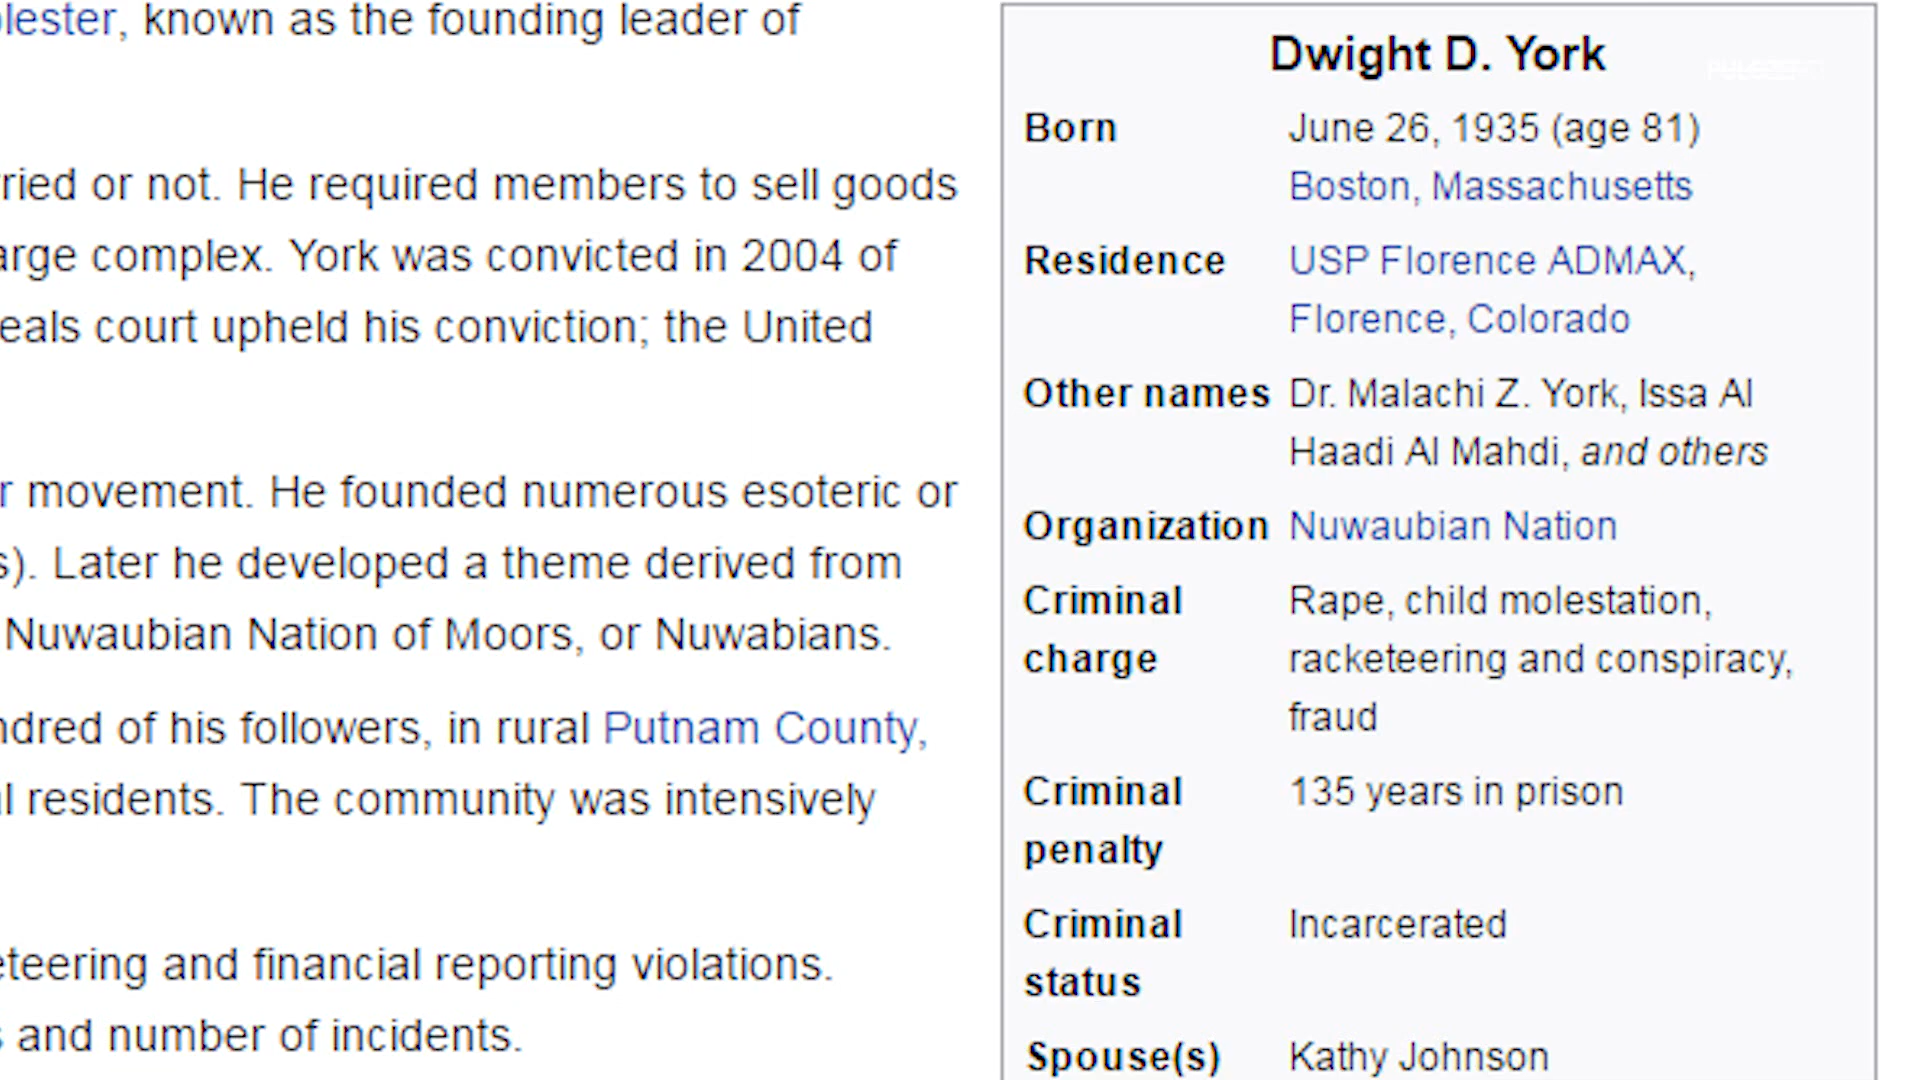 lester, known as the founding leader of
ried or not. He required members to sell goods
arge complex. York was convicted in 2004 of
eals court upheld his conviction; the United
r movement. He founded numerous esoteric or
s). Later he developed a theme derived from
Nuwaubian Nation of Moors, or Nuwabians.
ndred of his followers, in rural Putnam County,
l residents. The community was intensively
eteering and financial reporting violations.
s and number of incidents.
Dwight D. York
Born June 26, 1935 (age 81)
Boston, Massachusetts
Residence USP Florence ADMAX,
Florence, Colorado
Other names Dr. Malachi Z. York, Issa Al
Haadi Al Mahdi, and others
Organization Nuwaubian Nation
Criminal Rape, child molestation,
charge racketeering and conspiracy,
fraud
Criminal 135 years in prison
penalty
Criminal Incarcerated
status
Spouse(s) Kathy Johnson